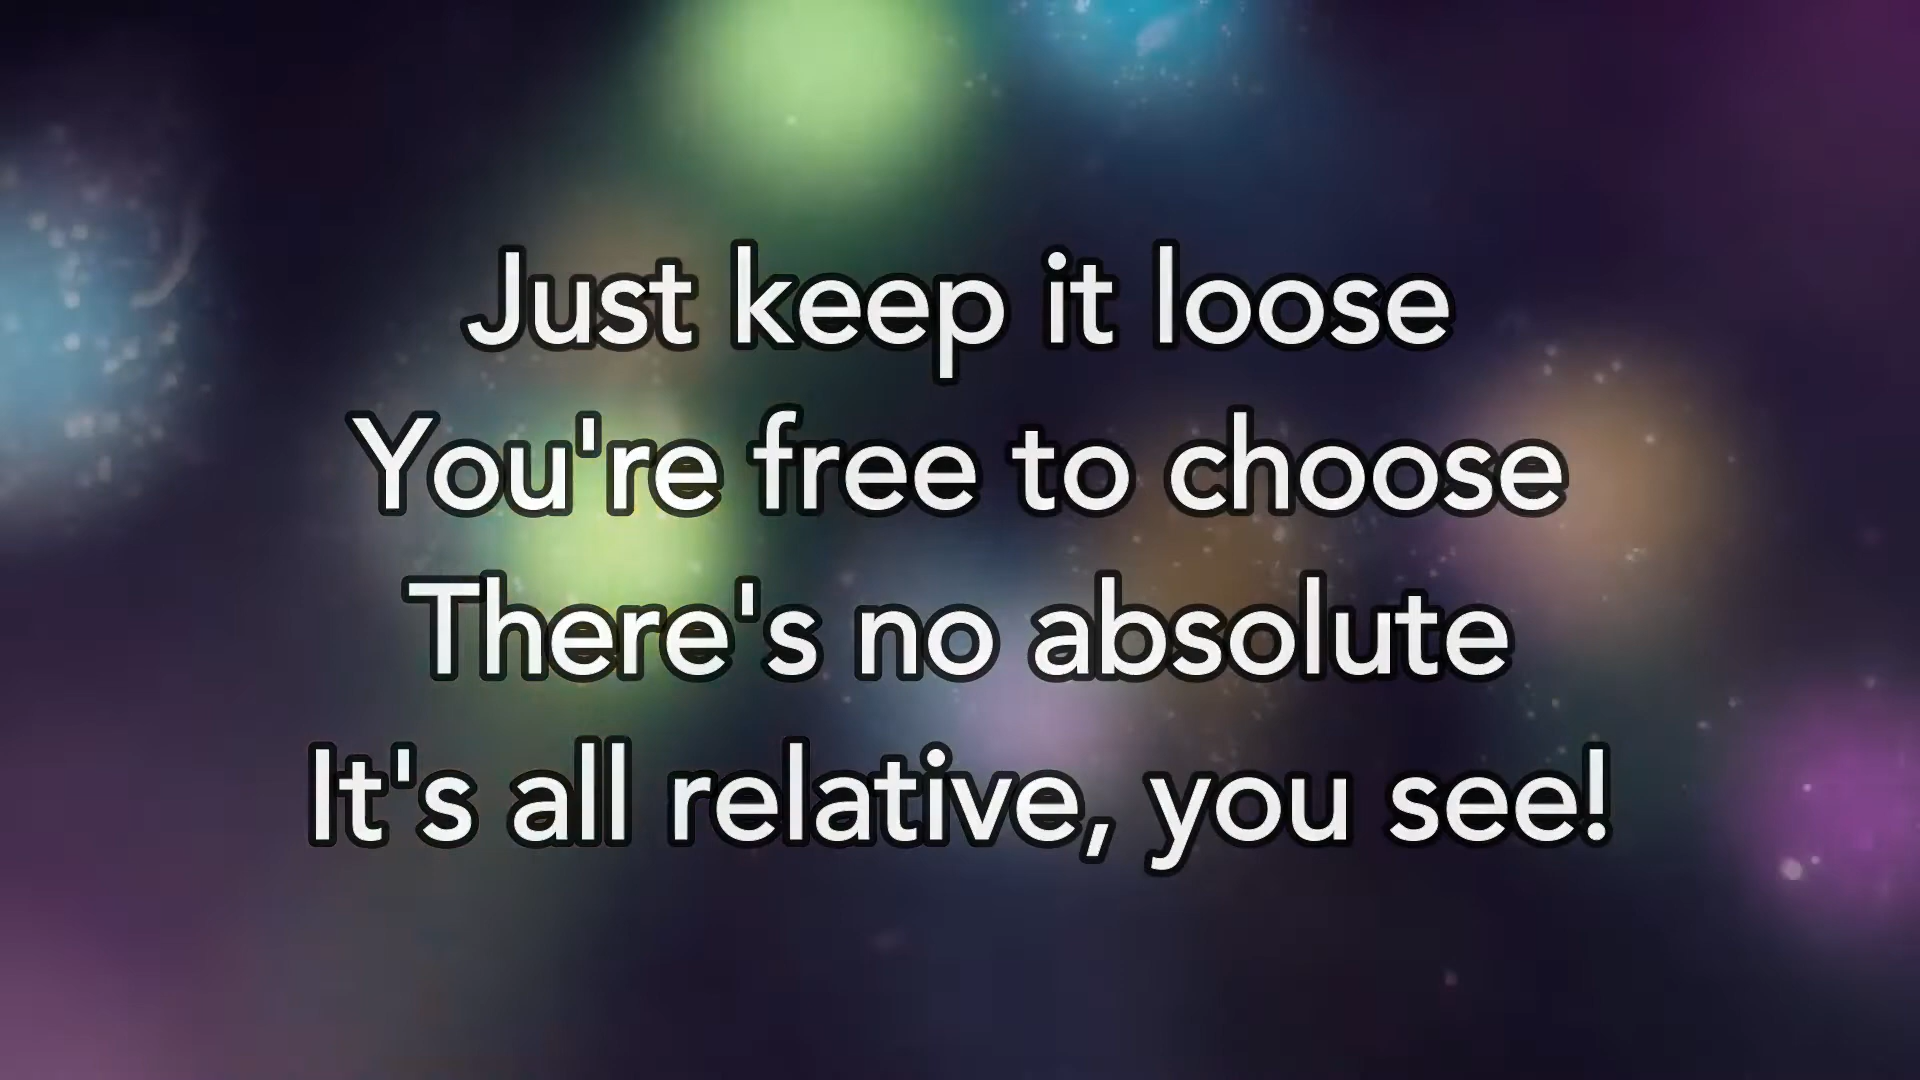 Just keep it loose
You're free to choose
There's no absolute
It's all relative, you see!